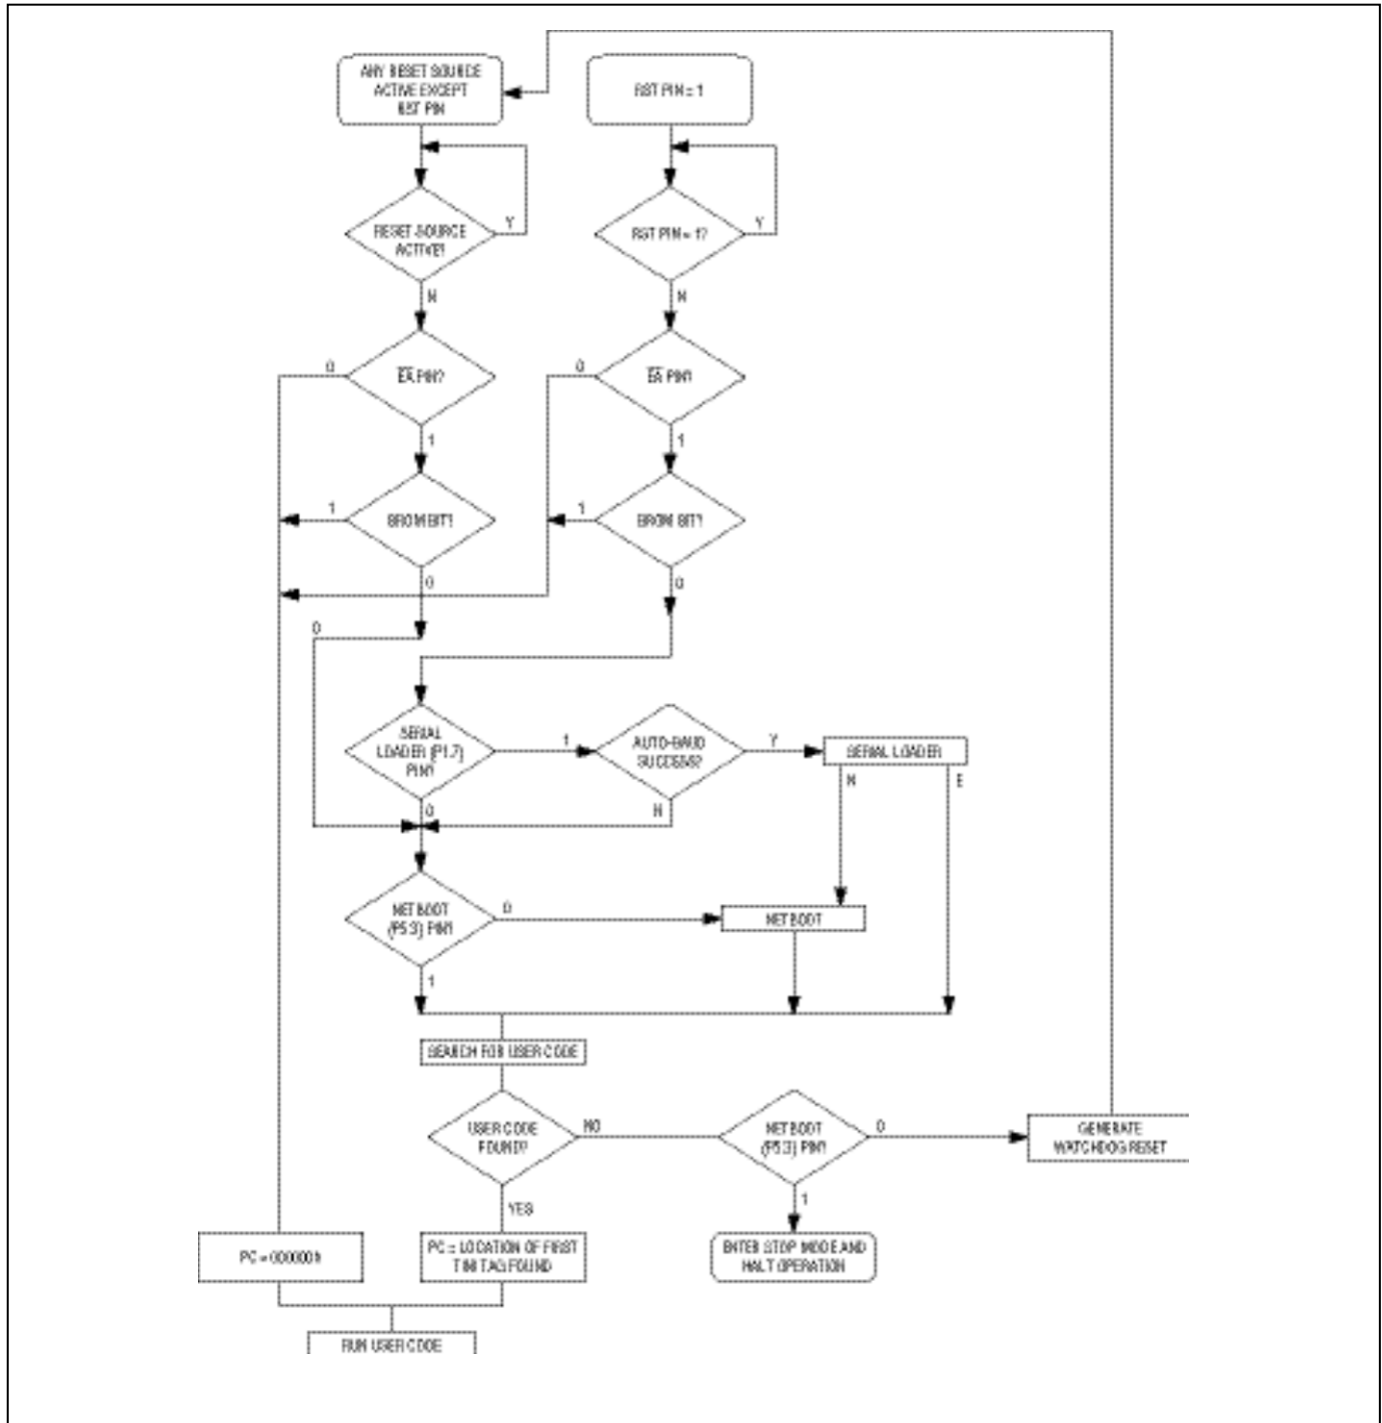 ANY RESET SOURCE
ACTIVE EXCEPT
RST PIN
RST PIN = 1
RESET SOURCE
ACTIVE?
Y
RST PIN = 1?
Y
N
N
0
EA PIN?
0
EA PIN?
1
1
1
BROM BIT?
1
BROM BIT?
0
0
0
SERIAL
LOADER (P1.7)
PIN?
1
AUTO-BAUD
SUCCESS?
Y
SERIAL LOADER
N
E
0
N
NET BOOT
(P5.3) PIN?
0
NET BOOT
1
SEARCH FOR USER CODE
USER CODE
FOUND?
NO
NET BOOT
(P5.3) PIN?
0
GENERATE
WATCHDOG RESET
YES
1
PC = 000000h
PC = LOCATION OF FIRST
TINI TAG FOUND
ENTER STOP MODE AND
HALT OPERATION
RUN USER CODE